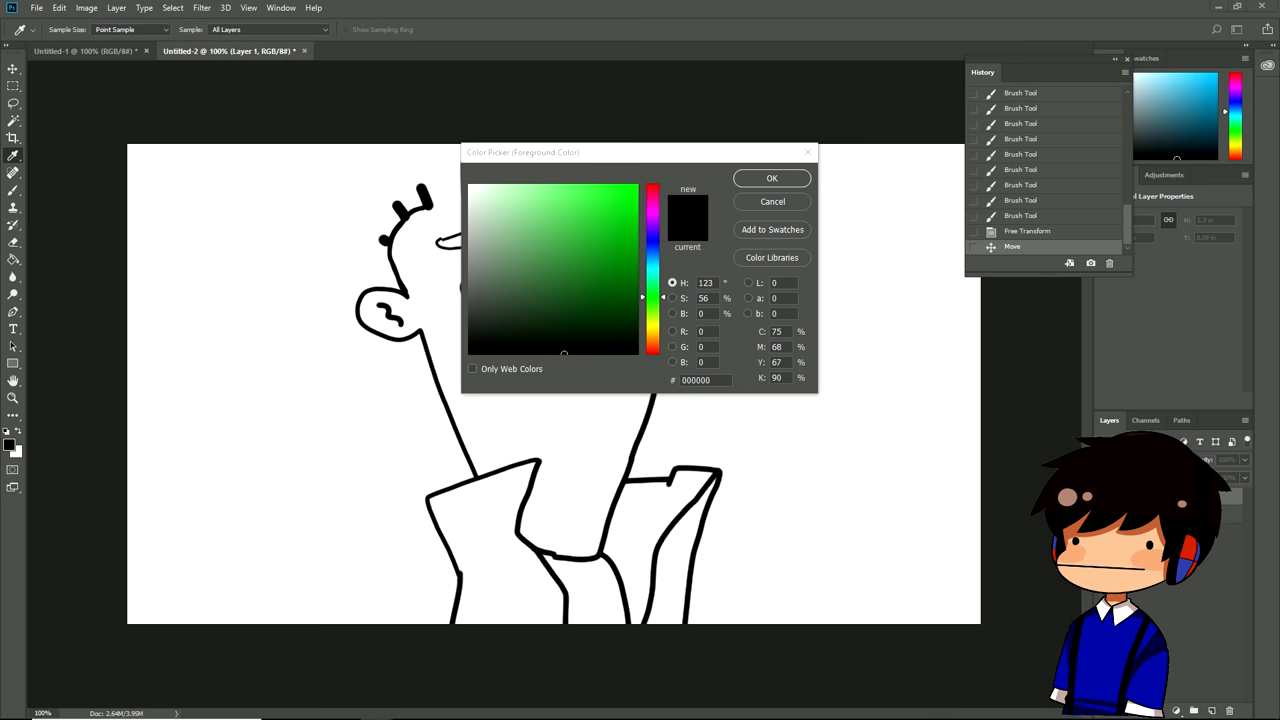 Ps File Edit Image Layer Type Select Filter 3D View Window Help
Sample Size: Point Sample Sample: All Layers Show Sampling Ring
Untitled-1 @ 100% (RGB/8#) * × Untitled-2 @ 100% (Layer 1, RGB/8#) * ×
watches
History
Brush Tool
Brush Tool
Brush Tool
Brush Tool
Brush Tool
Brush Tool
Brush Tool
Brush Tool
Brush Tool
Free Transform
Move
Adjustments
Layer Properties
H:
Y:
Color Picker (Foreground Color)
new
current
OK
Cancel
Add to Swatches
Color Libraries
H: 123 °
S: 56 %
B: 0 %
R: 0
G: 0
B: 0
L: 0
a: 0
b: 0
C: 75 %
M: 68 %
Y: 67 %
K: 90 %
# 000000
Only Web Colors
Layers Channels Paths
100%
100% Doc: 2.64M/3.95M